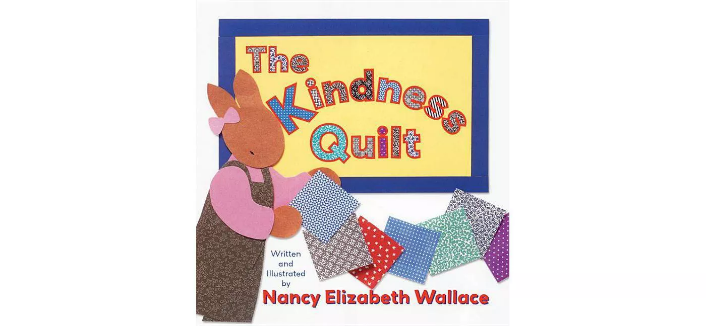 The
Kindness
Quilt
Written
and
Illustrated
by
Nancy Elizabeth Wallace